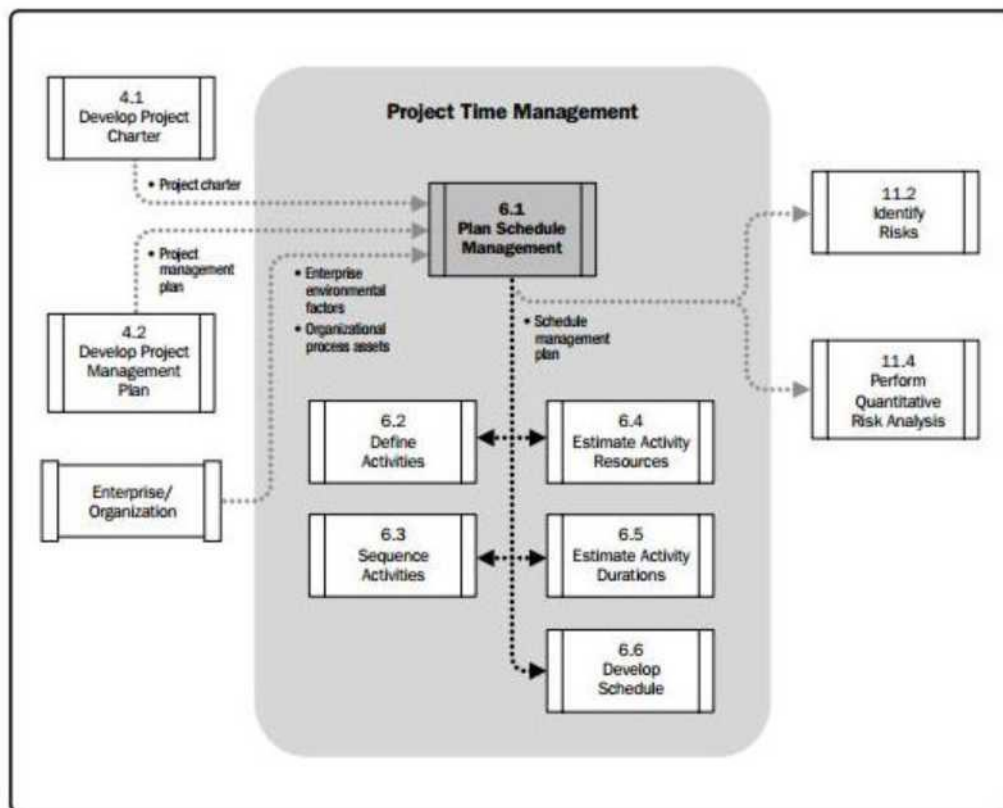 Project Time Management
4.1
Develop Project
Charter
• Project charter
6.1
Plan Schedule
Management
11.2
Identify
Risks
• Project
management
plan
• Enterprise
environmental
factors
• Organizational
process assets
• Schedule
management
plan
4.2
Develop Project
Management
Plan
11.4
Perform
Quantitative
Risk Analysis
6.2
Define
Activities
6.4
Estimate Activity
Resources
Enterprise/
Organization
6.3
Sequence
Activities
6.5
Estimate Activity
Durations
6.6
Develop
Schedule